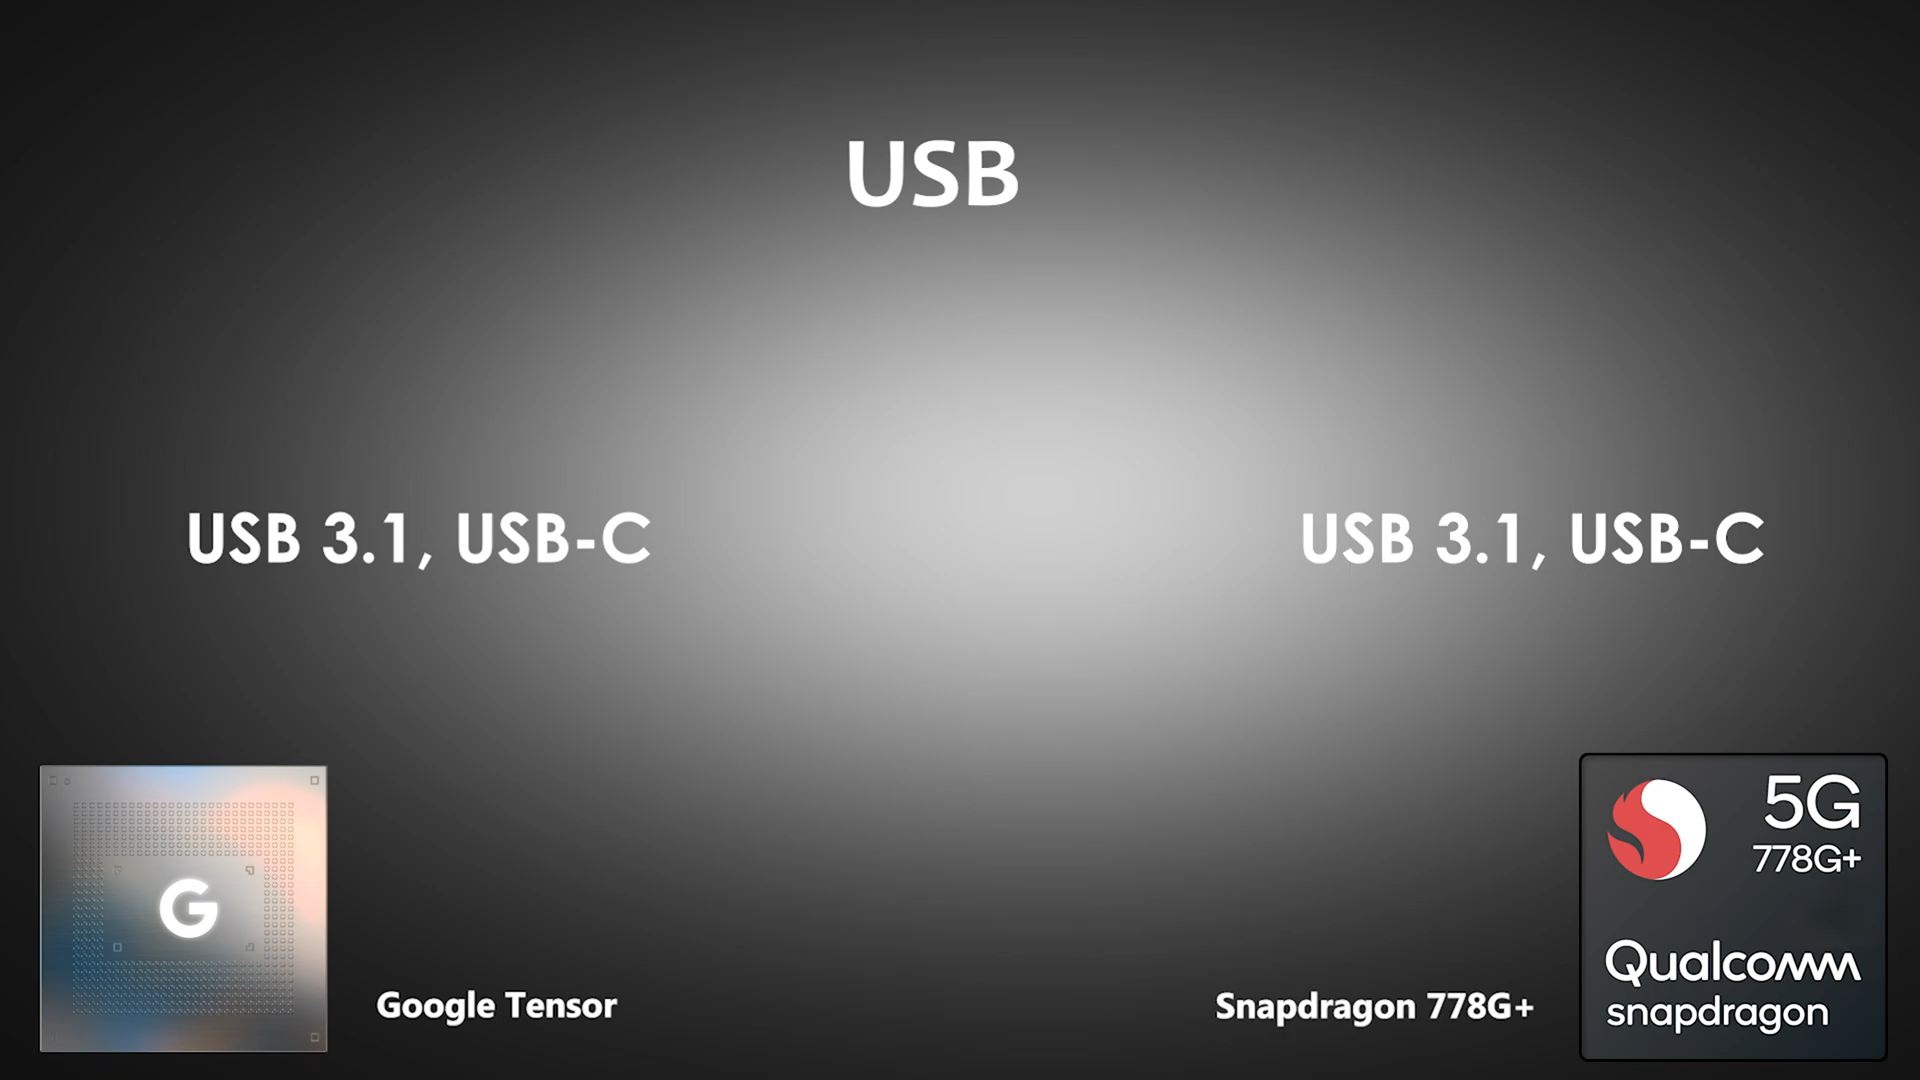 USB
USB 3.1, USB-C
USB 3.1, USB-C
G
Google Tensor
Snapdragon 778G+
5G
778G+
Qualcomm
snapdragon